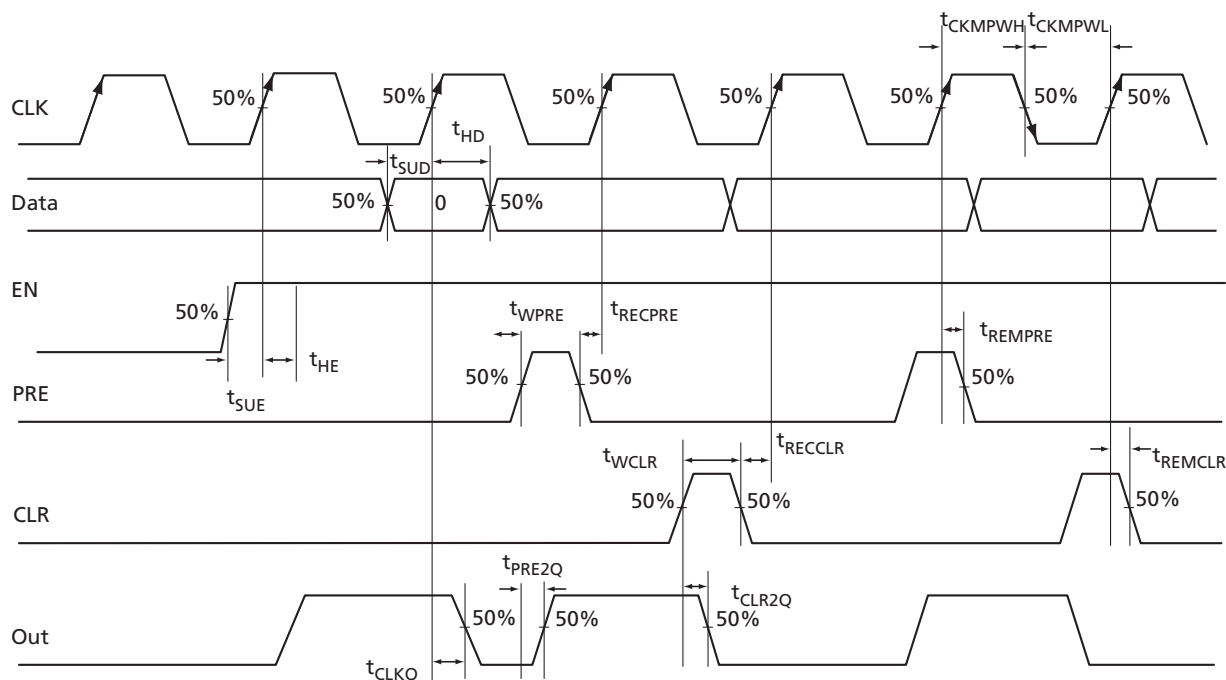 tCKMPWH tCKMPWL
CLK 50% 50% 50% 50% 50% 50% 50%
tHD
tSUD
Data 50% 0 50%
EN
50%
tWPRE tRECPRE tREMPRE
tHE
PRE 50% 50% 50%
tSUE
tWCLR tRECCLR tREMCLR
CLR 50% 50% 50%
tPRE2Q
tCLR2Q
Out 50% 50% 50%
tCLKQ